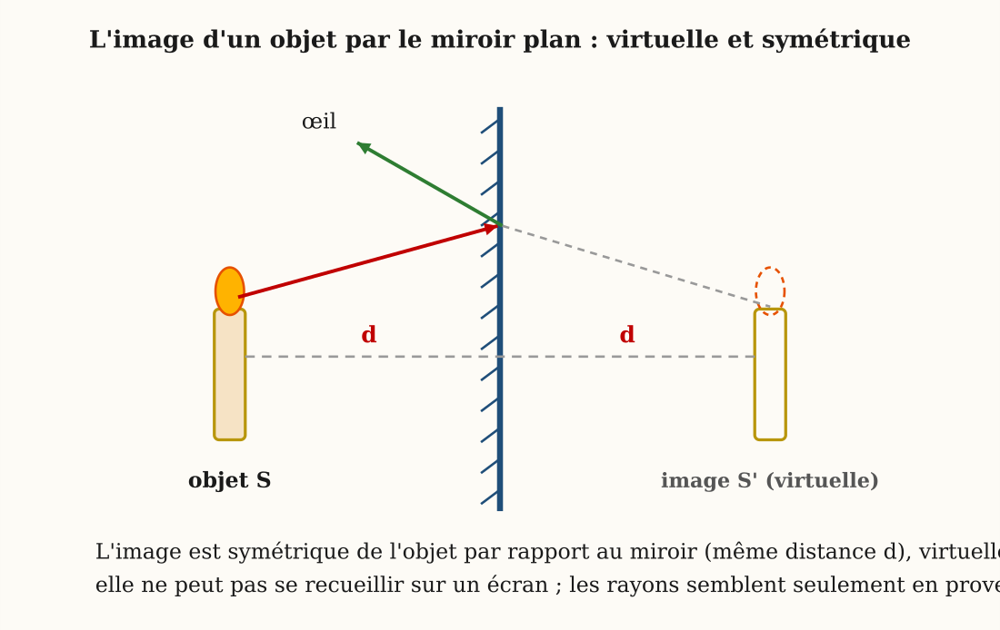 L'image d'un objet par le miroir plan : virtuelle et symétrique
œil
d
d
objet S
image S' (virtuelle)
L'image est symétrique de l'objet par rapport au miroir (même distance d), virtuelle
elle ne peut pas se recueillir sur un écran ; les rayons semblent seulement en